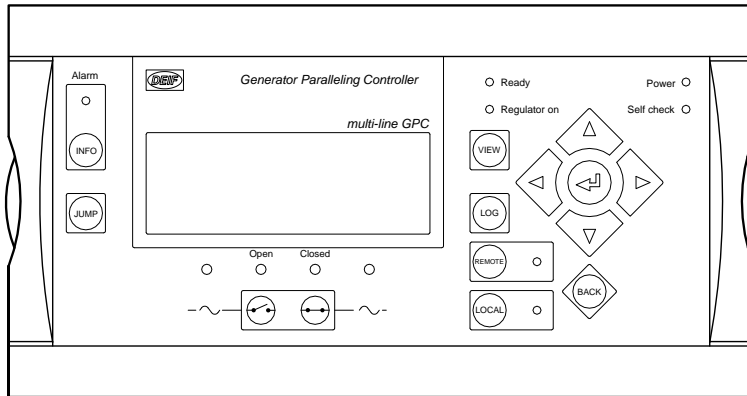 Alarm
INFO
JUMP
DEIF
Generator Paralleling Controller
multi-line GPC
Open Closed
Ready
Power
Regulator on
Self check
VIEW
LOG
REMOTE
LOCAL
BACK